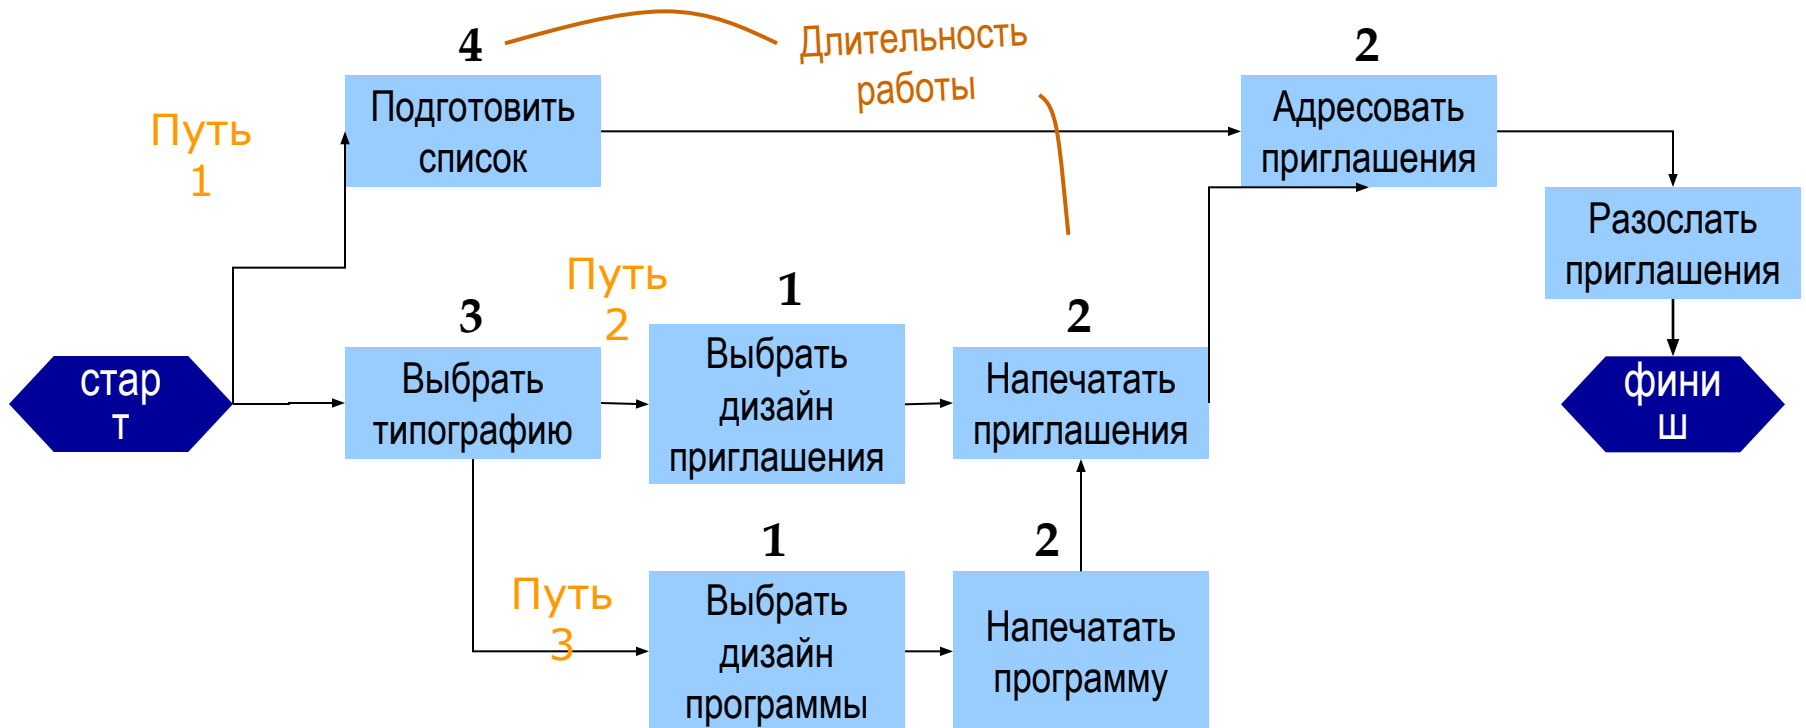 4
Длительность
работы
2
Подготовить
список
Адресовать
приглашения
Путь
1
Разослать
приглашения
Путь
2
3
1
2
стар
т
Выбрать
типографию
Выбрать
дизайн
приглашения
Напечатать
приглашения
фини
ш
1
2
Путь
3
Выбрать
дизайн
программы
Напечатать
программу